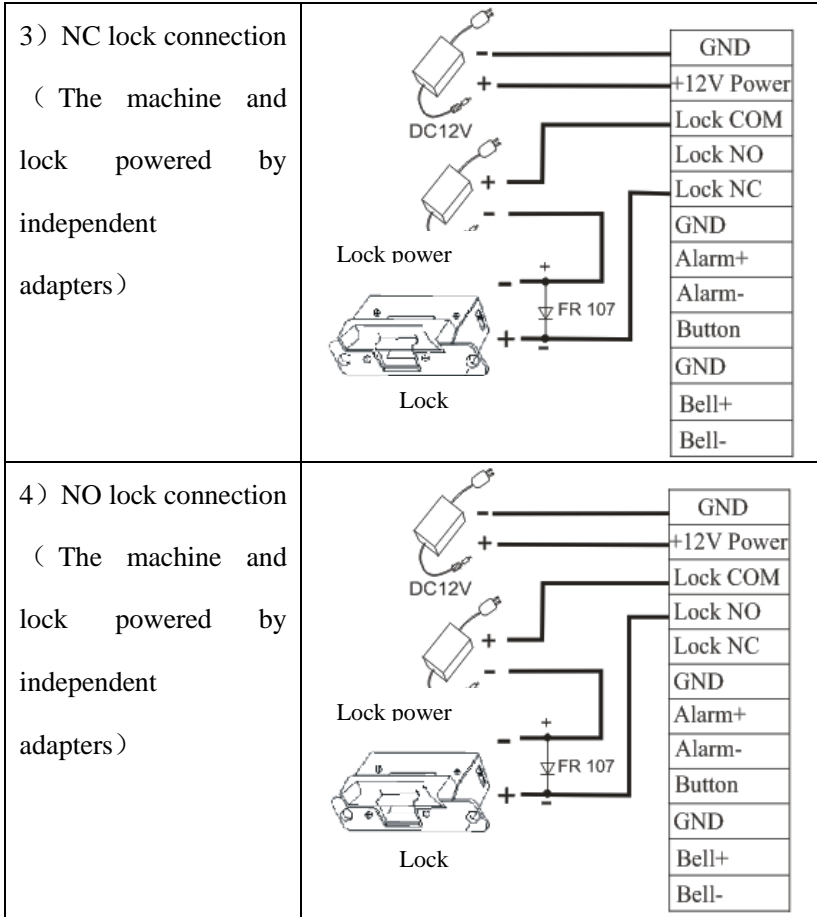 3）NC lock connection
（ The machine and
lock powered by
independent
adapters）
-
+
DC12V
+
-
Lock power
-
+
FR 107
+
-
Lock
GND
+12V Power
Lock COM
Lock NO
Lock NC
GND
Alarm+
Alarm-
Button
GND
Bell+
Bell-
4）NO lock connection
（ The machine and
lock powered by
independent
adapters）
-
+
DC12V
+
-
Lock power
-
+
FR 107
+
-
Lock
GND
+12V Power
Lock COM
Lock NO
Lock NC
GND
Alarm+
Alarm-
Button
GND
Bell+
Bell-